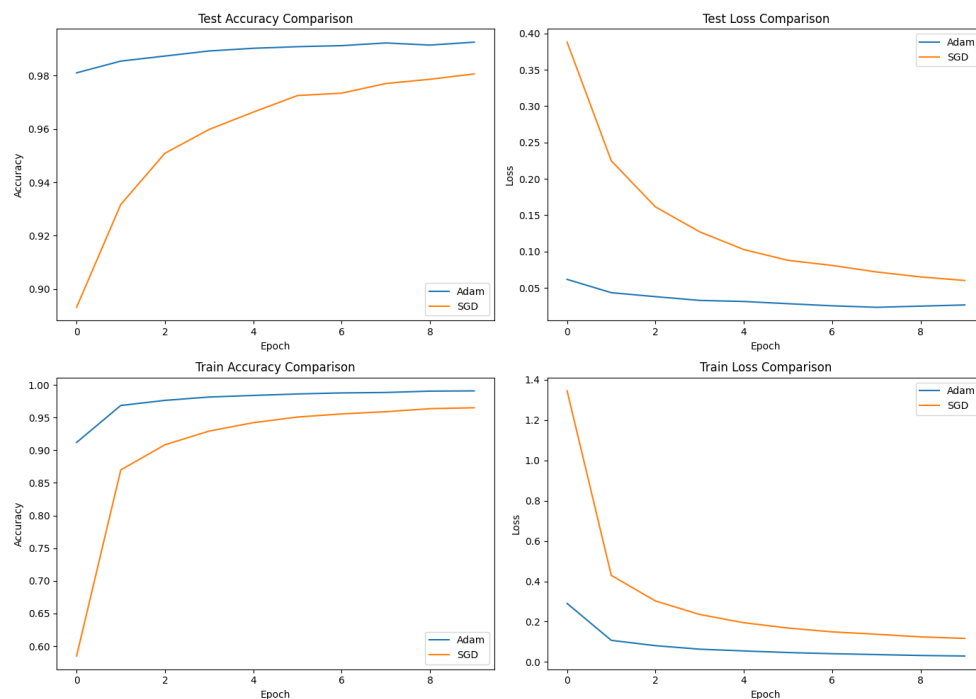 Test Accuracy Comparison
Accuracy
0.98
0.96
0.94
0.92
0.90
0
2
4
6
8
Epoch
Adam
SGD
Test Loss Comparison
Loss
0.40
0.35
0.30
0.25
0.20
0.15
0.10
0.05
0
2
4
6
8
Epoch
Adam
SGD
Train Accuracy Comparison
Accuracy
1.00
0.95
0.90
0.85
0.80
0.75
0.70
0.65
0.60
0
2
4
6
8
Epoch
Adam
SGD
Train Loss Comparison
Loss
1.4
1.2
1.0
0.8
0.6
0.4
0.2
0.0
0
2
4
6
8
Epoch
Adam
SGD